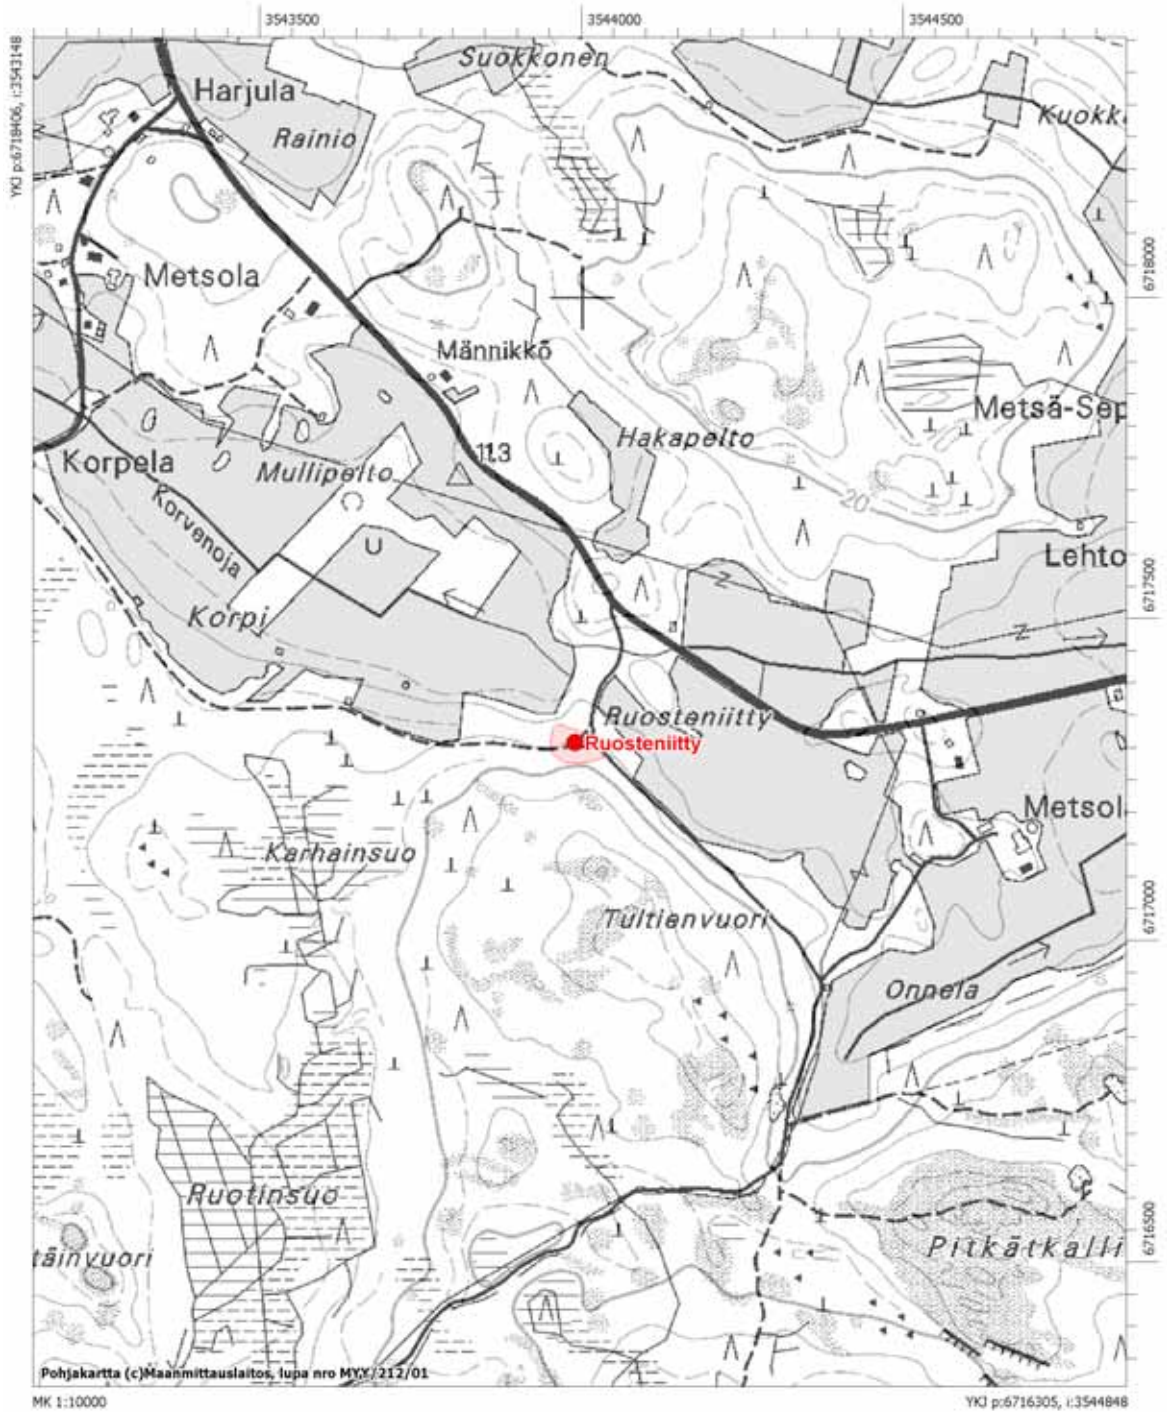 3543500
3544000
3544500
YKJ p:6718406, i:3543148
Suokkonen
Harjula
Rainio
Kuokk
Metsola
6718000
Männikkö
Metsä-Sep
Hakapelto
11.3
Korpela
Mullipelto
20
Korvenoja
Lehto
6717500
Korpi
Ruosteniitty
Ruosteniitty
Metsol
Karhainsuo
Tultienvuori
6717000
Onnela
Ruotinsuo
6716500
täinvuori
Pitkätkalli
Pohjakartta (c)Maanmittauslaitos, lupa nro MYY/212/01
MK 1:10000
YKJ p:6716305, i:3544848